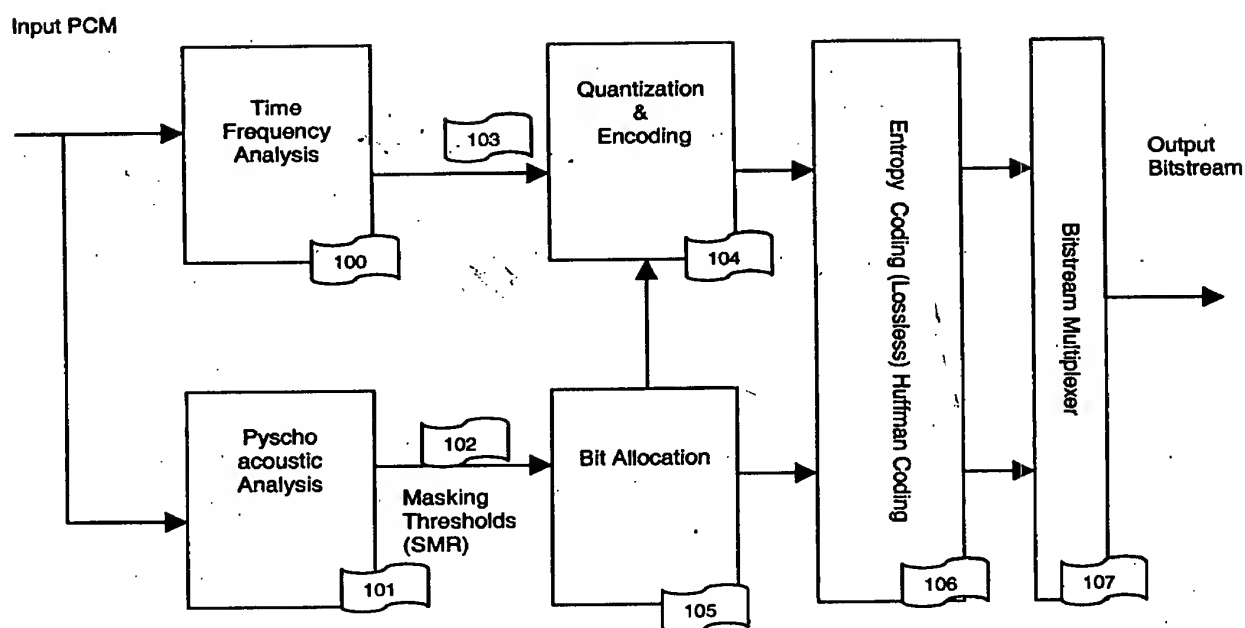 Input PCM
Time
Frequency
Analysis
100
103
Quantization
&
Encoding
104
Entropy Coding (Lossless) Huffman Coding
106
Bitstream Multiplexer
107
Output
Bitstream
Pyscho
acoustic
Analysis
101
102
Masking
Thresholds
(SMR)
Bit Allocation
105